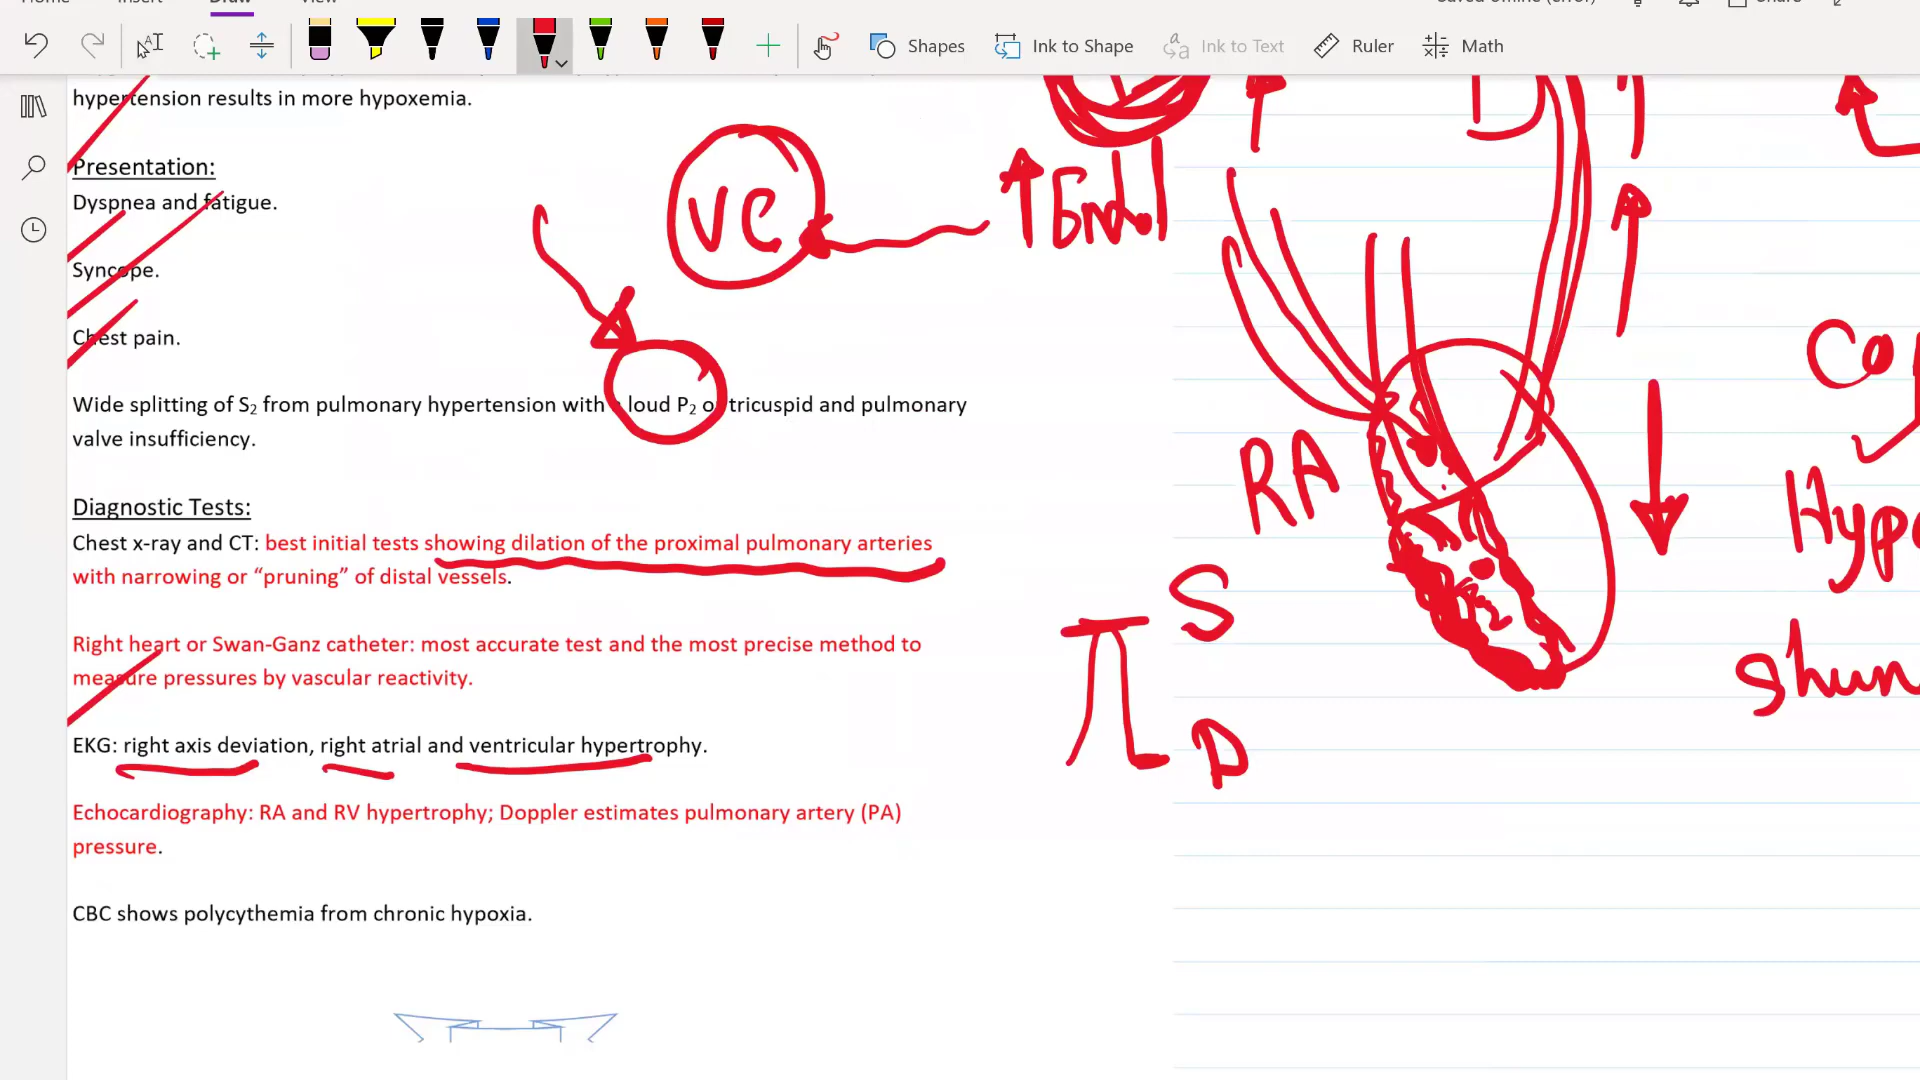 Shapes
Ink to Shape
Ink to Text
Ruler
Math
hypertension results in more hypoxemia.
Presentation:
Dyspnea and fatigue.
Syncope.
Chest pain.
Wide splitting of S2 from pulmonary hypertension with a loud P2 or tricuspid and pulmonary
valve insufficiency.
Diagnostic Tests:
Chest x-ray and CT: best initial tests showing dilation of the proximal pulmonary arteries
with narrowing or “pruning” of distal vessels.
Right heart or Swan-Ganz catheter: most accurate test and the most precise method to
measure pressures by vascular reactivity.
EKG: right axis deviation, right atrial and ventricular hypertrophy.
Echocardiography: RA and RV hypertrophy; Doppler estimates pulmonary artery (PA)
pressure.
CBC shows polycythemia from chronic hypoxia.
VC
RA
S
D